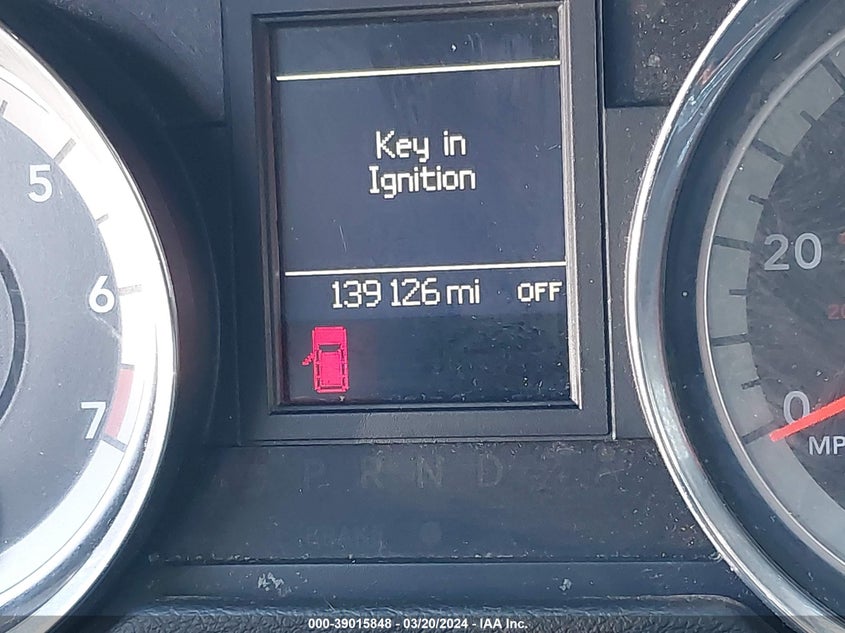 Key in
Ignition
139 126 mi OFF
5
6
7
20
0
MP
P R N D
000-39015848 — 03/20/2024 — IAA Inc.